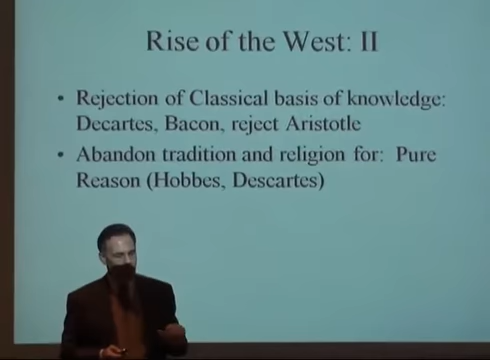 Rise of the West: II
• Rejection of Classical basis of knowledge:
Decartes, Bacon, reject Aristotle
• Abandon tradition and religion for: Pure
Reason (Hobbes, Descartes)